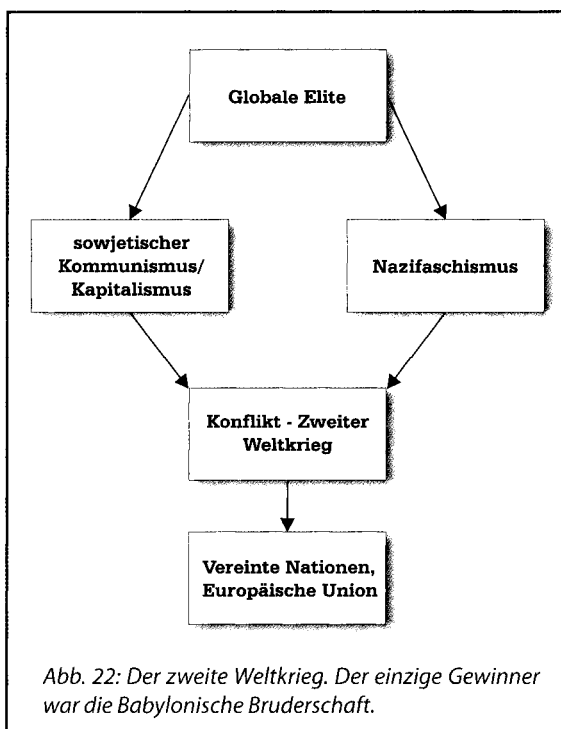 Globale Elite
sowjetischer
Kommunismus/
Kapitalismus
Nazifaschismus
Konflikt - Zweiter
Weltkrieg
Vereinte Nationen,
Europäische Union
Abb. 22: Der zweite Weltkrieg. Der einzige Gewinner
war die Babylonische Bruderschaft.